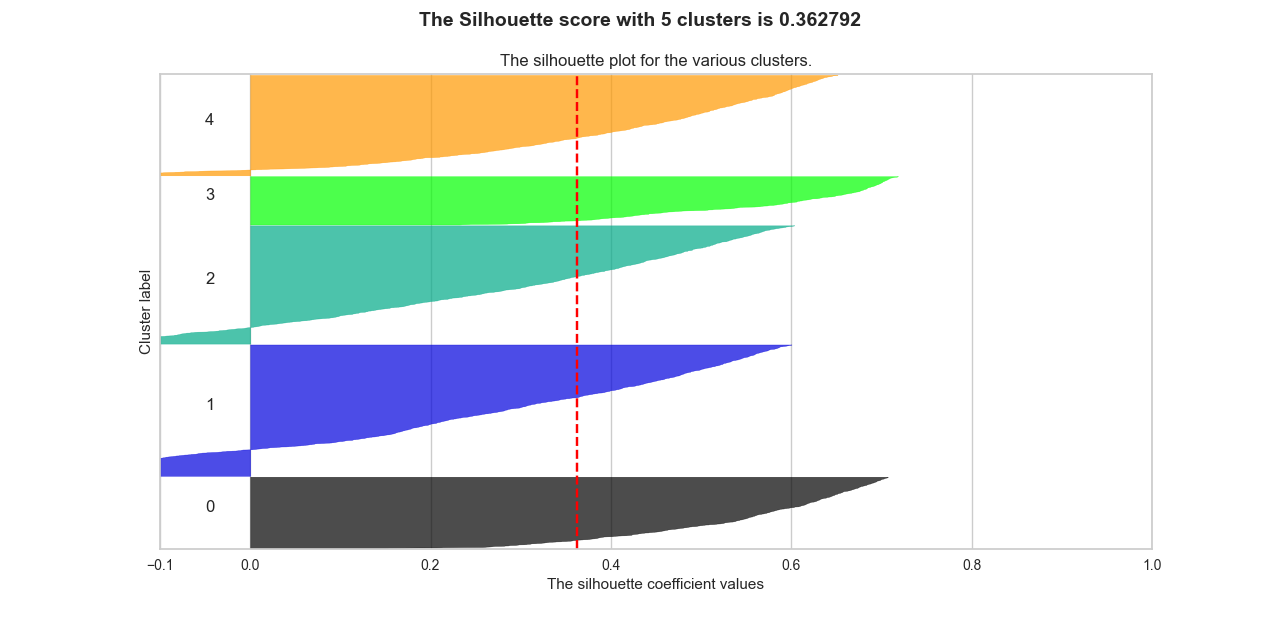 The Silhouette score with 5 clusters is 0.362792
The silhouette plot for the various clusters.
4
3
2
1
0
Cluster label
−0.1 0.0 0.2 0.4 0.6 0.8 1.0
The silhouette coefficient values